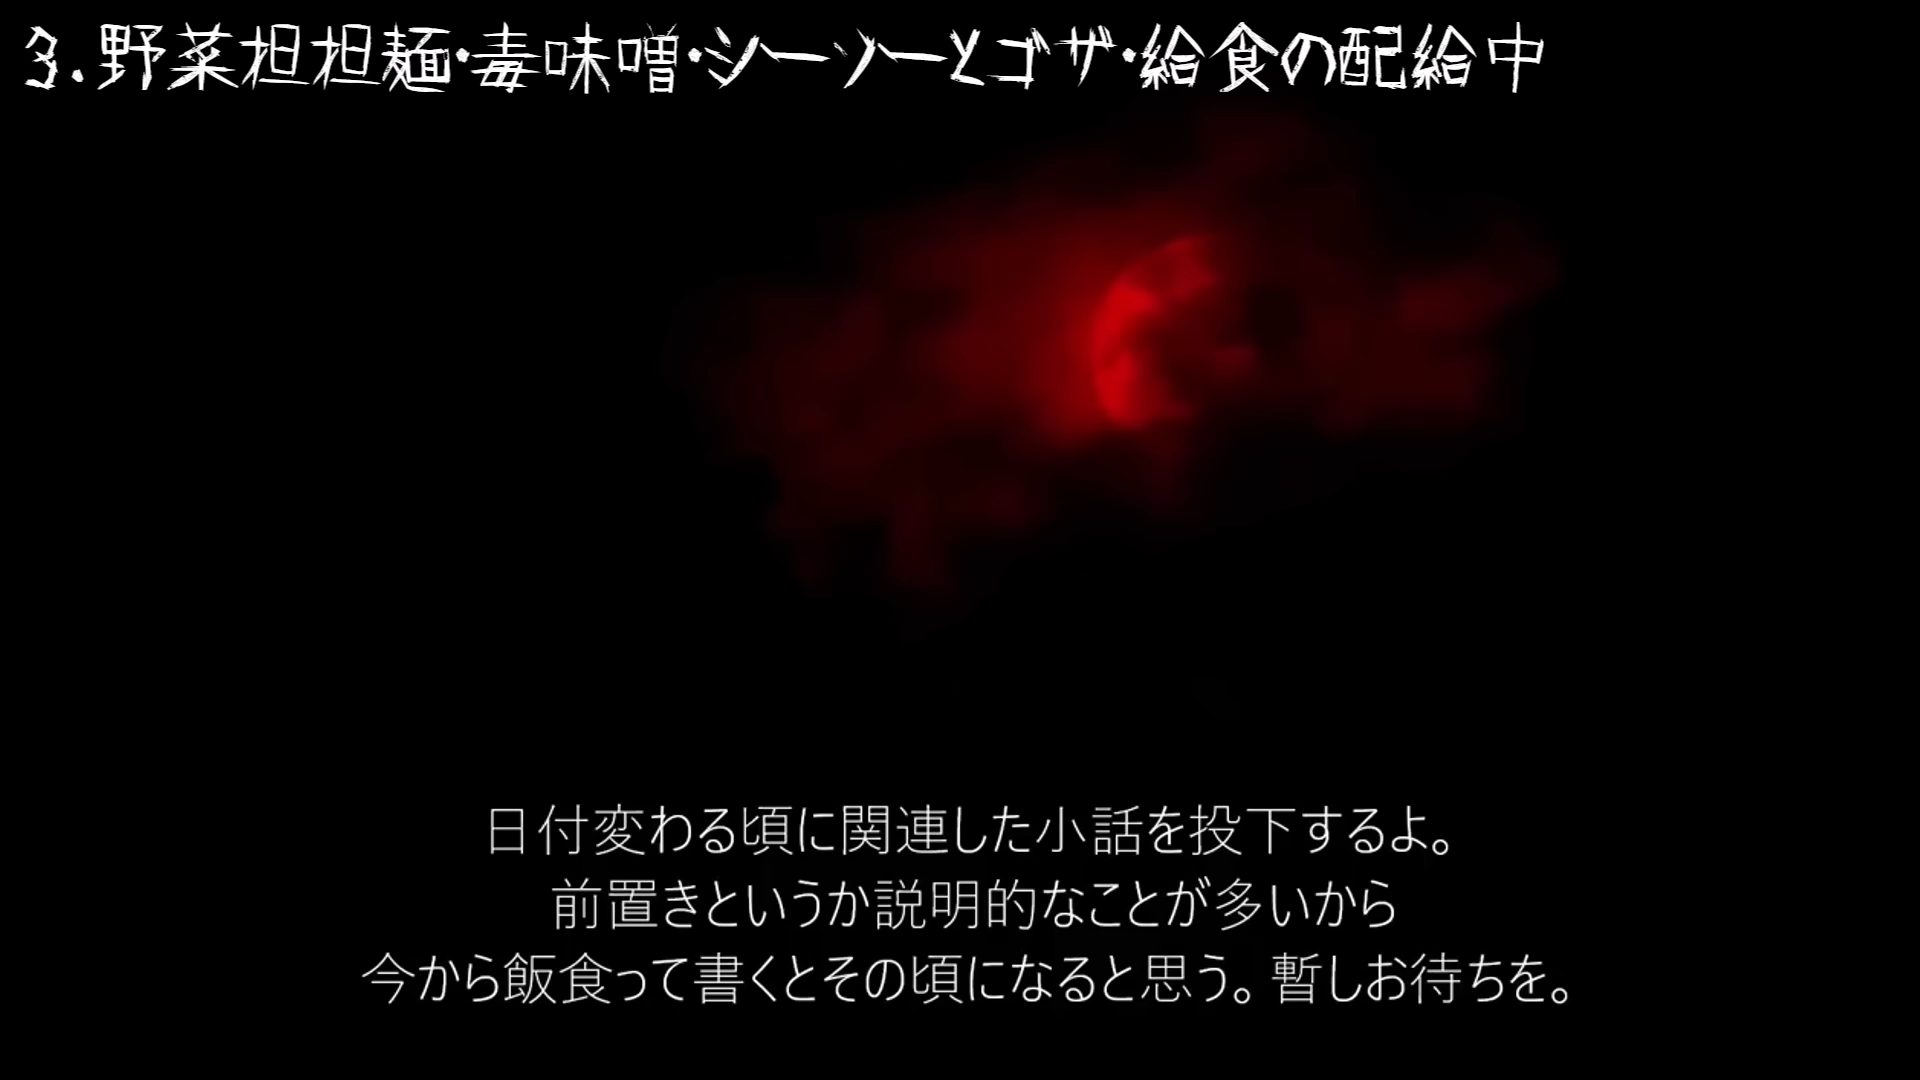 3.野菜担担麺・毒味噌・シーソーとゴザ・給食の配給中
日付変わる頃に関連した小話を投下するよ。
前置きというか説明的なことが多いから
今から飯食って書くとその頃になると思う。暫しお待ちを。